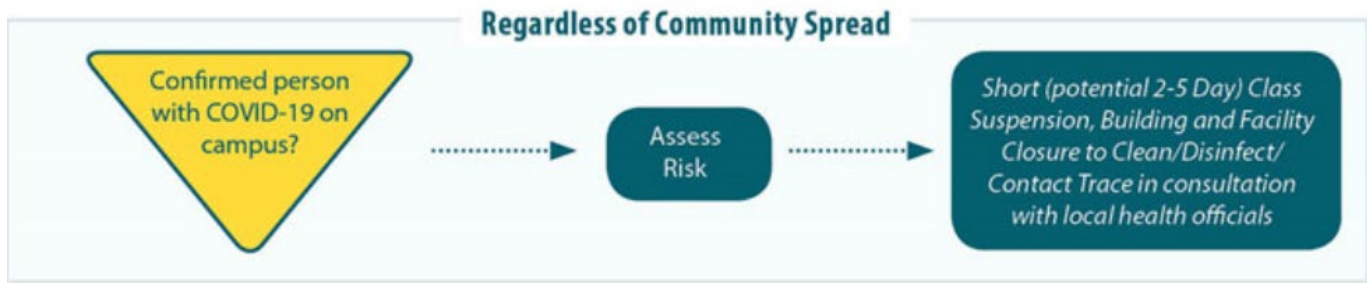 Regardless of Community Spread
Confirmed person
with COVID-19 on
campus?
Assess
Risk
Short (potential 2-5 Day) Class
Suspension, Building and Facility
Closure to Clean/Disinfect/
Contact Trace in consultation
with local health officials